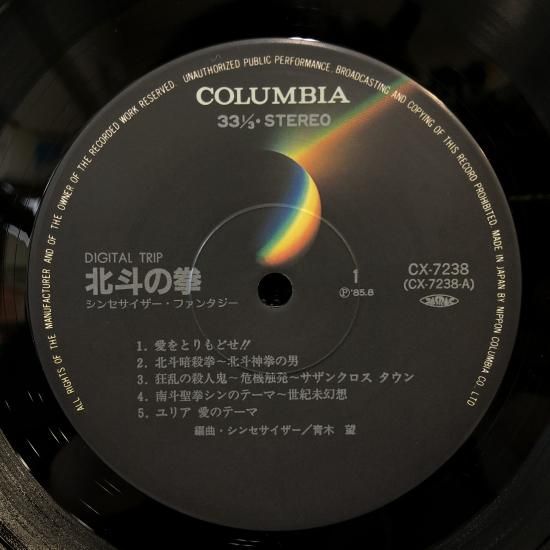 ALL RIGHTS OF THE MANUFACTURER AND OF THE OWNER OF THE RECORDED WORK RESERVED. UNAUTHORIZED PUBLIC PERFORMANCE, BROADCASTING AND COPYING OF THIS RECORD PROHIBITED. MADE IN JAPAN BY NIPPON COLUMBIA CO. LTD
COLUMBIA
33 1/3・STEREO
DIGITAL TRIP
北斗の拳
シンセサイザー・ファンタジー
1
Ⓟ'85.8
CX-7238
(CX-7238-A)
JASRAC
1. 愛をとりもどせ!!
2. 北斗暗殺拳〜北斗神拳の男
3. 狂乱の殺人鬼〜危機触発〜サザンクロス タウン
4. 南斗聖拳シンのテーマ〜世紀末幻想
5. ユリア 愛のテーマ
編曲・シンセサイザー／青木 望